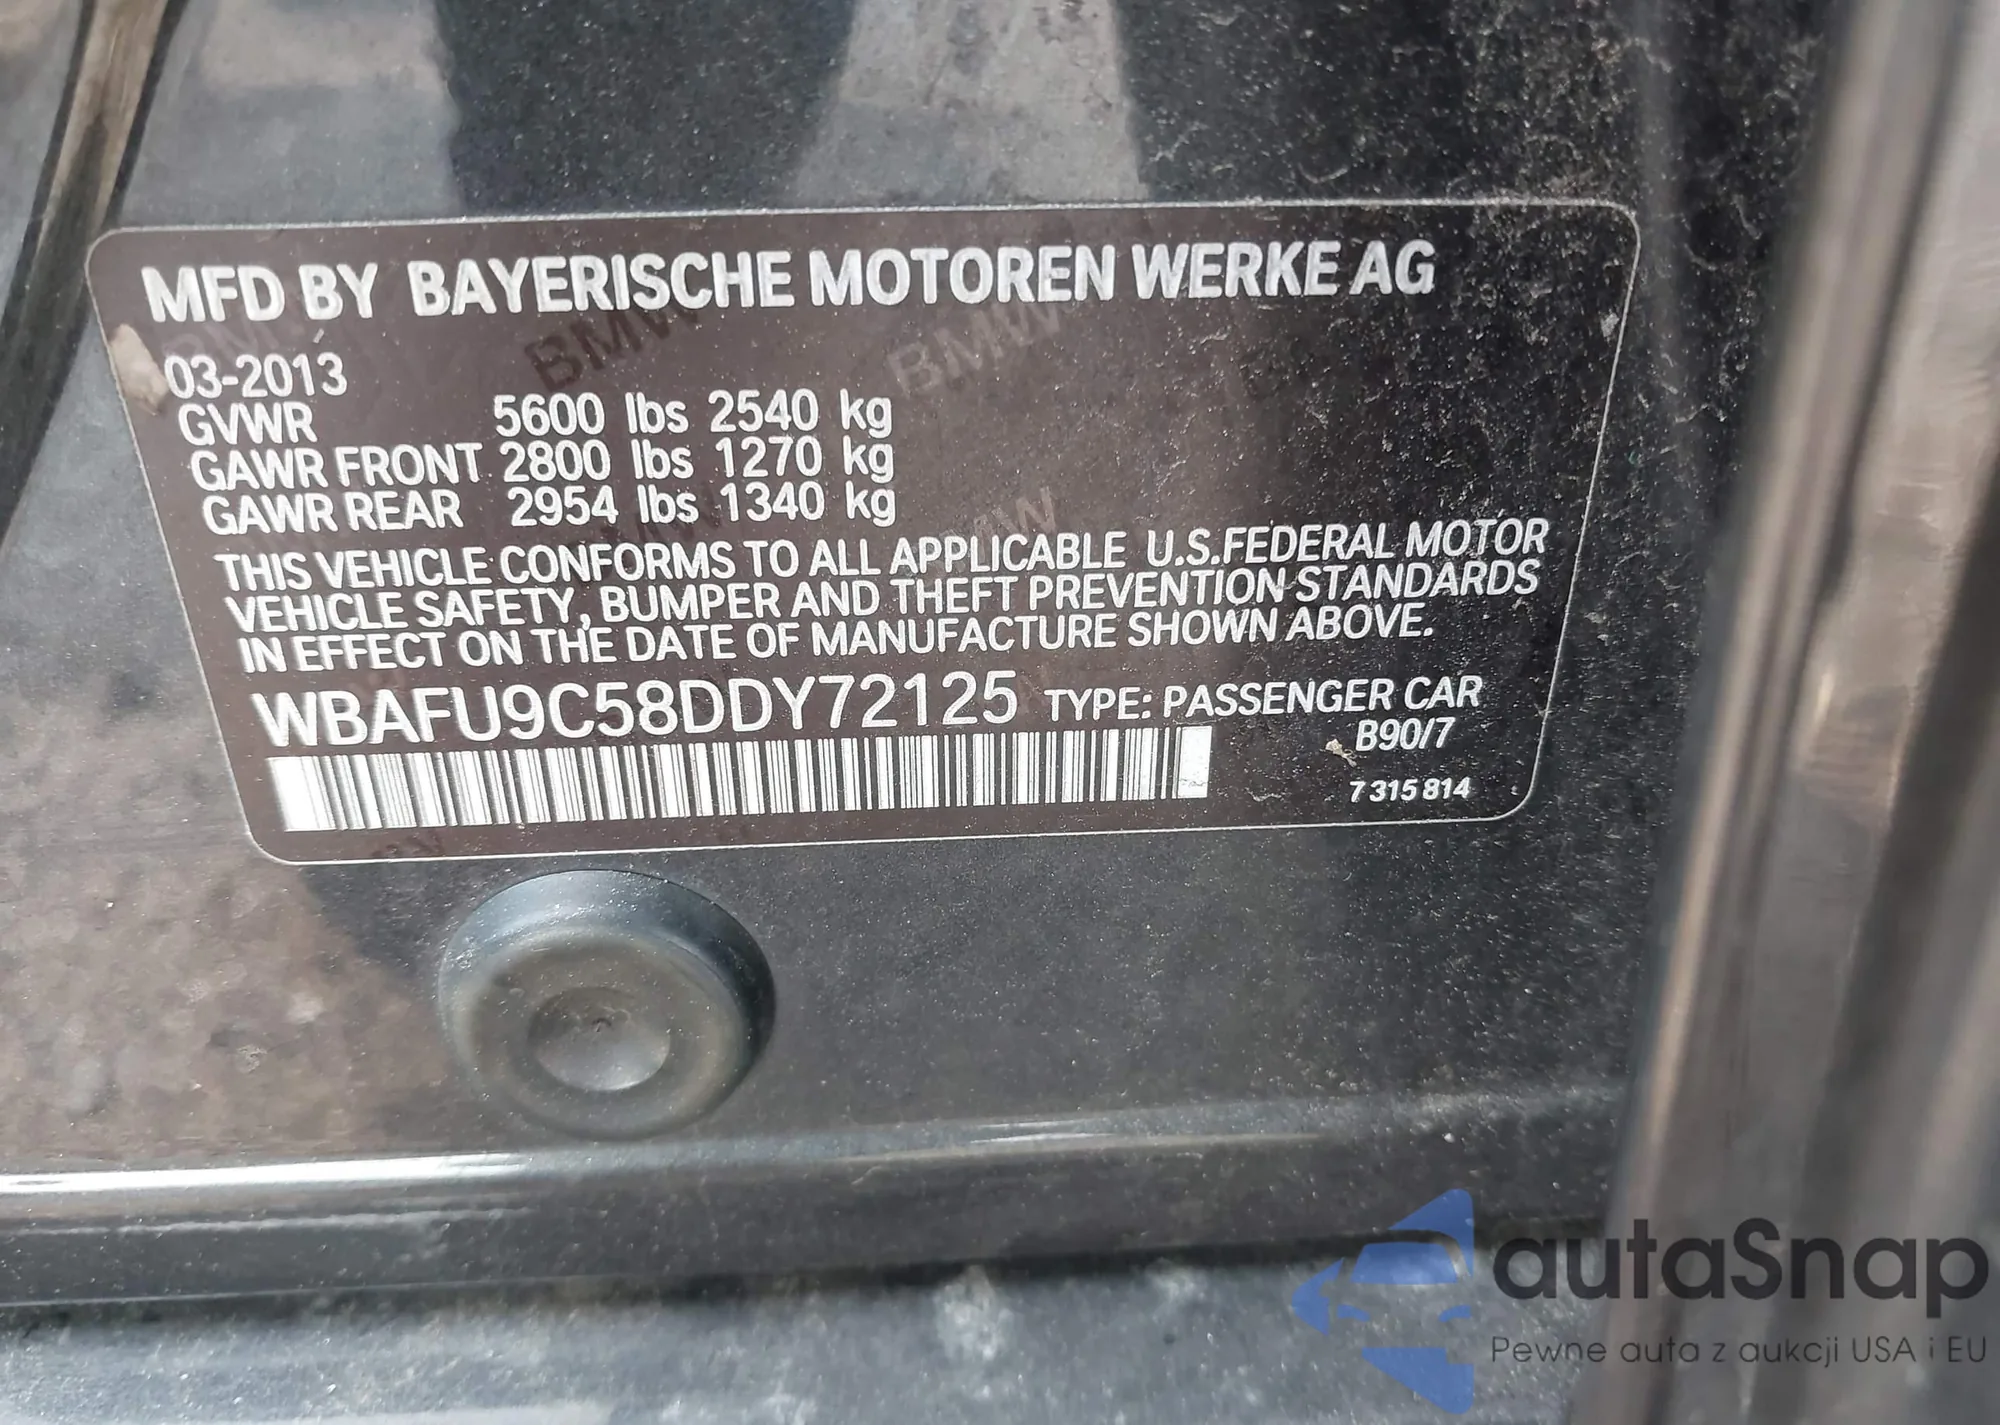 MFD BY BAYERISCHE MOTOREN WERKE AG
03-2013
GVWR 5600 lbs 2540 kg
GAWR FRONT 2800 lbs 1270 kg
GAWR REAR 2954 lbs 1340 kg
THIS VEHICLE CONFORMS TO ALL APPLICABLE U.S.FEDERAL MOTOR
VEHICLE SAFETY, BUMPER AND THEFT PREVENTION STANDARDS
IN EFFECT ON THE DATE OF MANUFACTURE SHOWN ABOVE.
WBAFU9C58DDY72125 TYPE: PASSENGER CAR
B90/7
7 315 814
BMW
BMW
BMW
autaSnap
Pewne auta z aukcji USA i EU